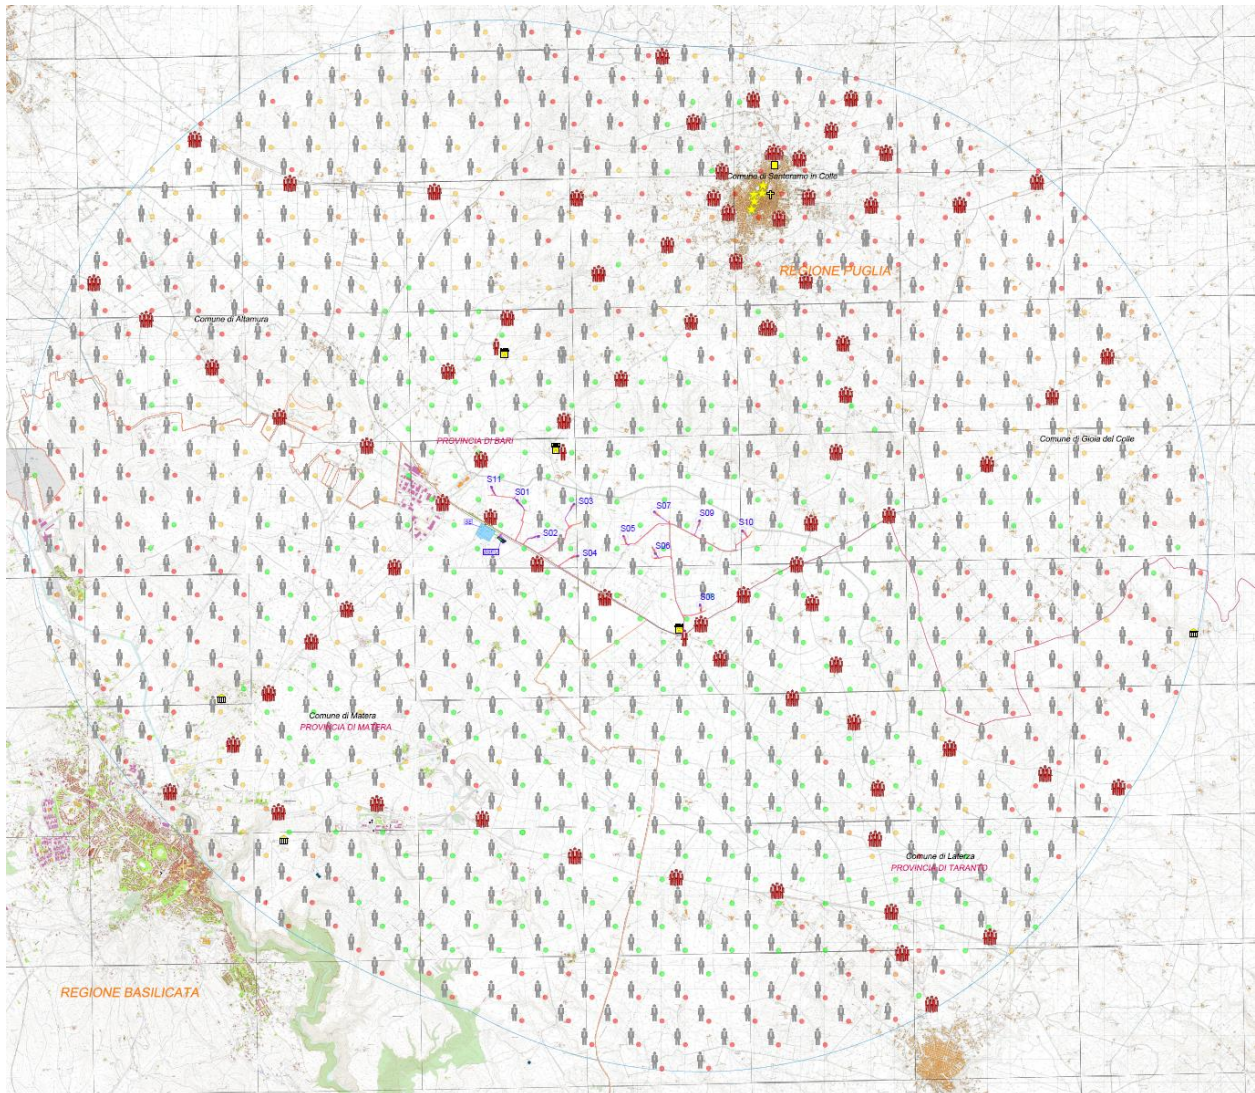 Comune di Santeramo in Colle
REGIONE PUGLIA
Comune di Altamura
PROVINCIA DI BARI
Comune di Gioia del Colle
S11
S01
S03
S07
S09
S10
S02
S05
S06
S04
S08
Comune di Matera
PROVINCIA DI MATERA
Comune di Laterza
PROVINCIA DI TARANTO
REGIONE BASILICATA